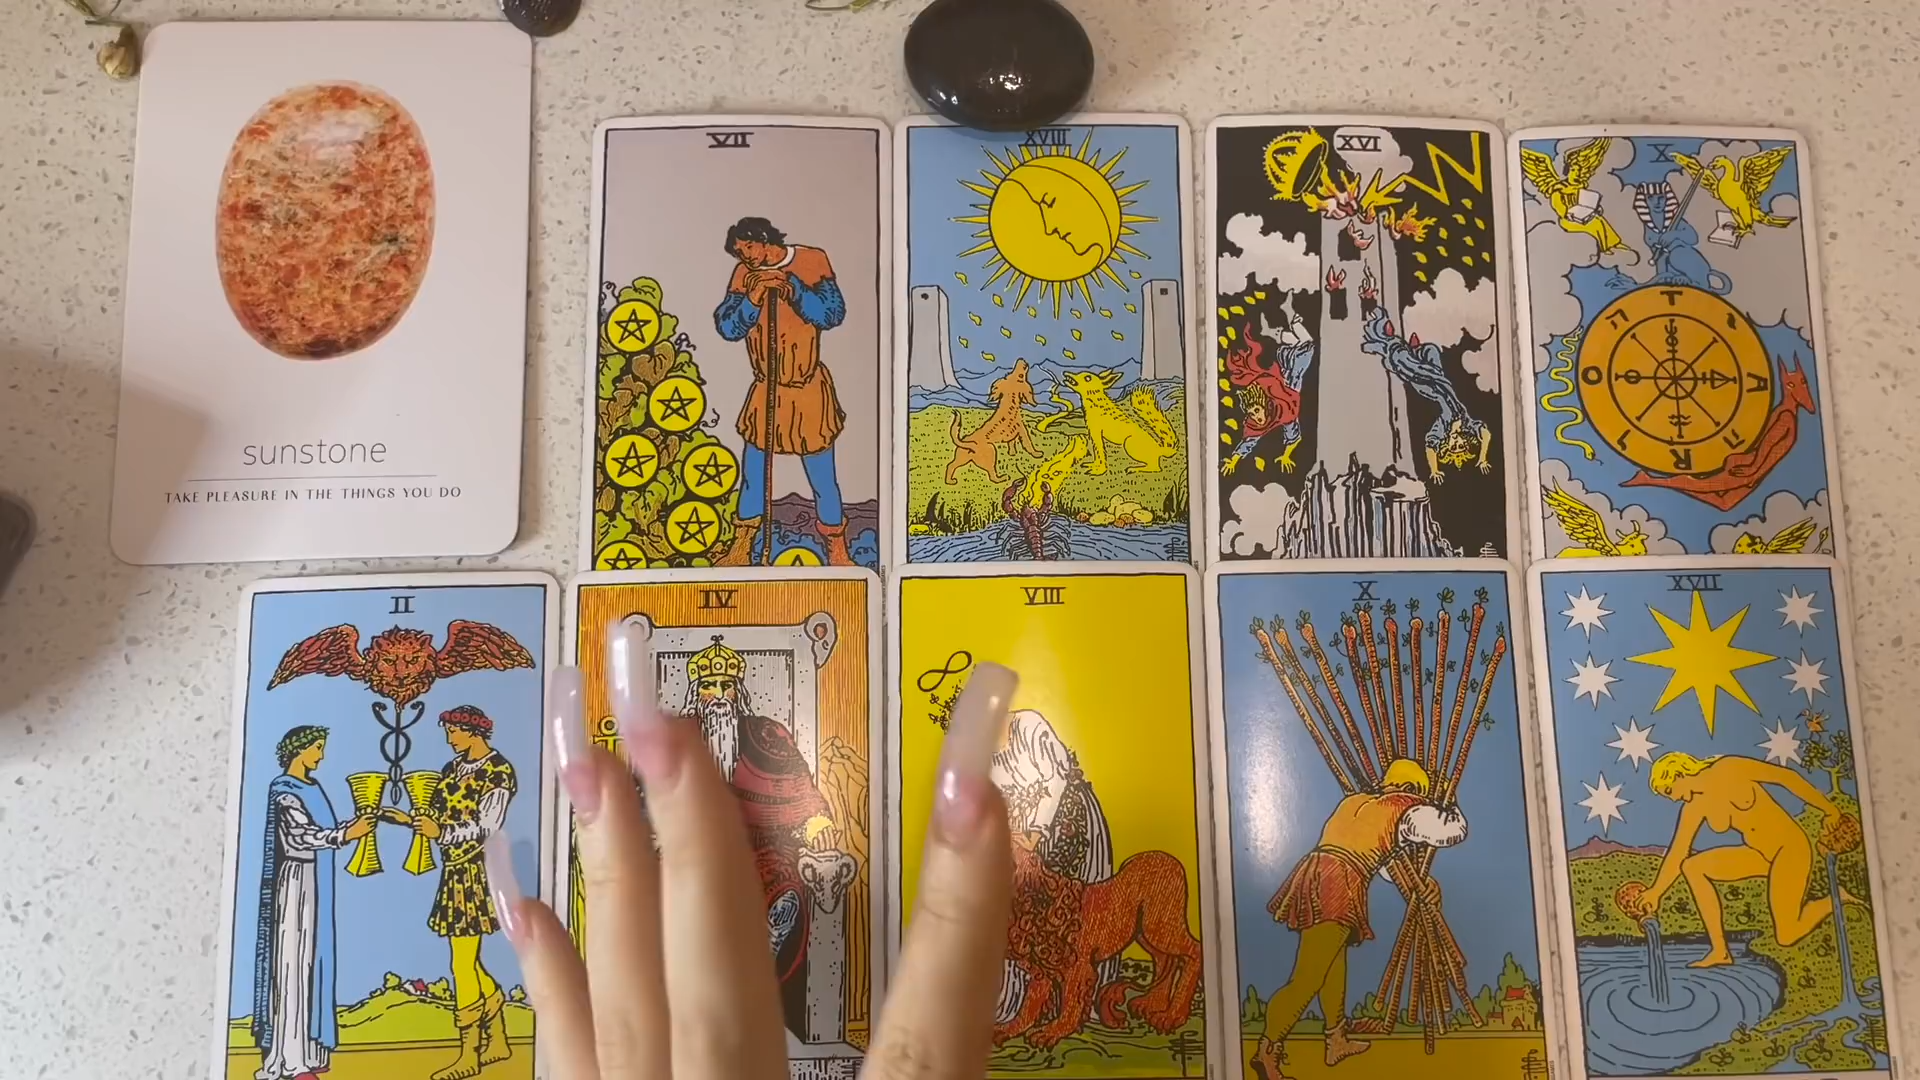 sunstone
TAKE PLEASURE IN THE THINGS YOU DO
VII
XVIII
XVI
X
T
A
R
O
II
IV
VIII
X
XVII